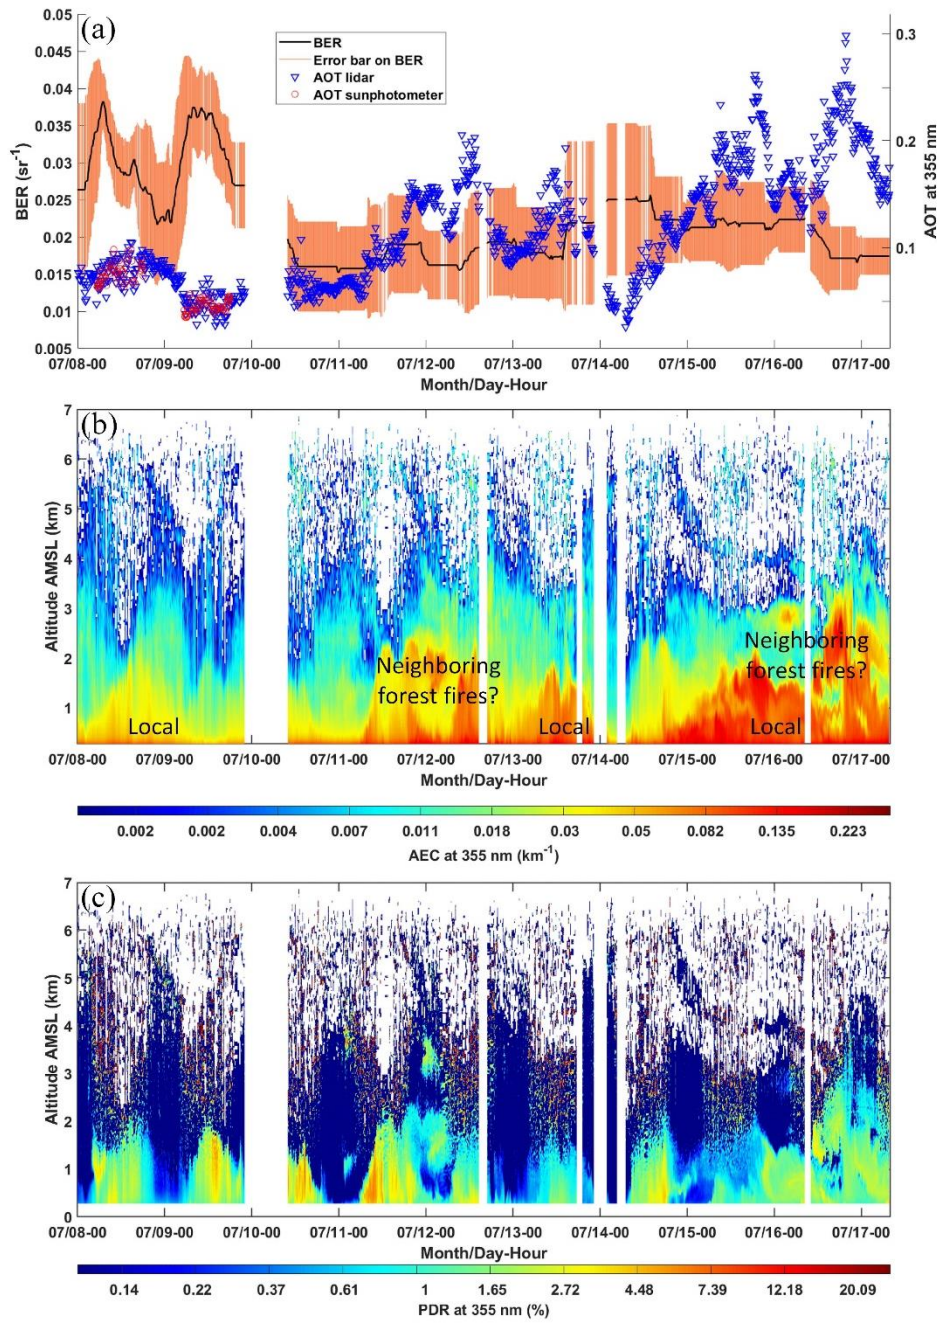 (a)
BER
Error bar on BER
AOT lidar
AOT sunphotometer
BER (sr-1)
0.05
0.045
0.04
0.035
0.03
0.025
0.02
0.015
0.01
0.005
0.3
0.2
0.1
AOT at 355 nm
07/08-00 07/09-00 07/10-00 07/11-00 07/12-00 07/13-00 07/14-00 07/15-00 07/16-00 07/17-00
Month/Day-Hour
(b)
Altitude AMSL (km)
7
6
5
4
3
2
1
Neighboring
forest fires?
Neighboring
forest fires?
Local
Local
Local
07/08-00 07/09-00 07/10-00 07/11-00 07/12-00 07/13-00 07/14-00 07/15-00 07/16-00 07/17-00
Month/Day-Hour
0.002 0.002 0.004 0.007 0.011 0.018 0.03 0.05 0.082 0.135 0.223
AEC at 355 nm (km-1)
(c)
Altitude AMSL (km)
7
6
5
4
3
2
1
0
07/08-00 07/09-00 07/10-00 07/11-00 07/12-00 07/13-00 07/14-00 07/15-00 07/16-00 07/17-00
Month/Day-Hour
0.14 0.22 0.37 0.61 1 1.65 2.72 4.48 7.39 12.18 20.09
PDR at 355 nm (%)